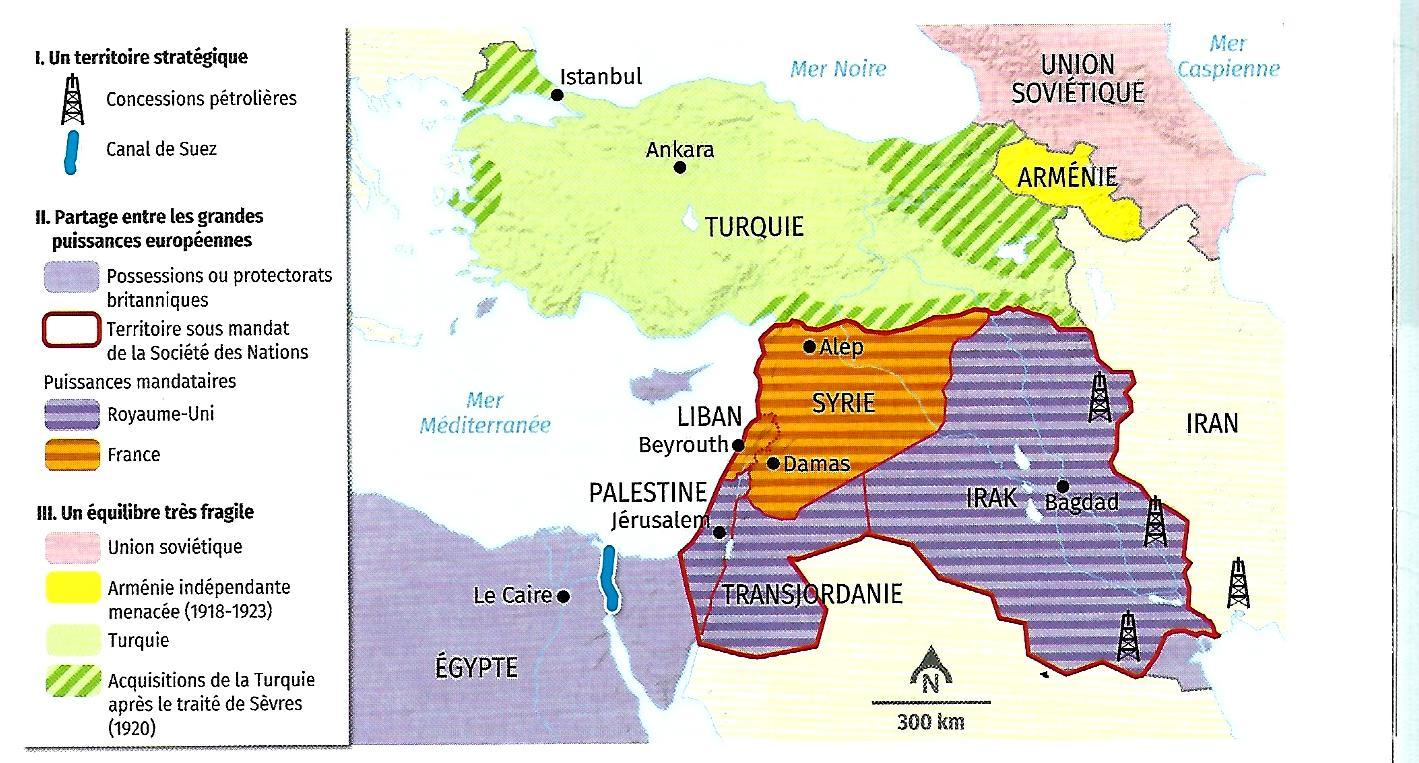 I. Un territoire stratégique
Concessions pétrolières
Canal de Suez
II. Partage entre les grandes
puissances européennes
Possessions ou protectorats
britanniques
Territoire sous mandat
de la Société des Nations
Puissances mandataires
Royaume-Uni
France
III. Un équilibre très fragile
Union soviétique
Arménie indépendante
menacée (1918-1923)
Turquie
Acquisitions de la Turquie
après le traité de Sèvres
(1920)
Mer
Caspienne
Mer Noire
UNION
SOVIÉTIQUE
Istanbul
Ankara
ARMÉNIE
TURQUIE
Alep
SYRIE
Mer
Méditerranée
LIBAN
Beyrouth
Damas
IRAN
PALESTINE
Jérusalem
IRAK
Bagdad
Le Caire
TRANSJORDANIE
ÉGYPTE
N
300 km